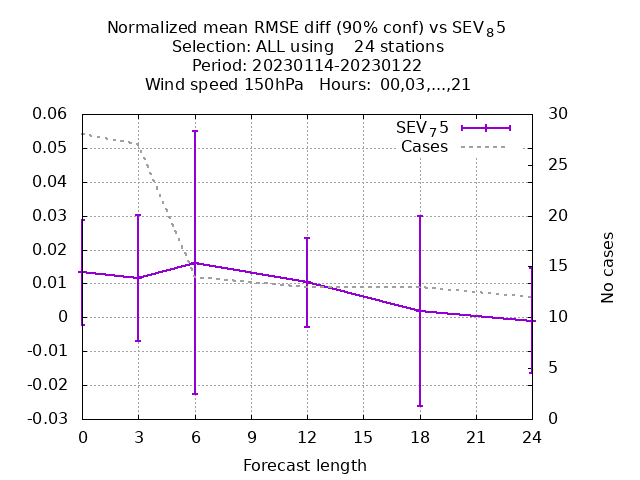 Normalized mean RMSE diff (90% conf) vs SEV₈5
Selection: ALL using    24 stations
Period: 20230114-20230122
Wind speed 150hPa   Hours:  00,03,...,21
SEV₇5
Cases
0.06
0.05
0.04
0.03
0.02
0.01
0
-0.01
-0.02
-0.03
30
25
20
15
10
5
0
No cases
0 3 6 9 12 15 18 21 24
Forecast length